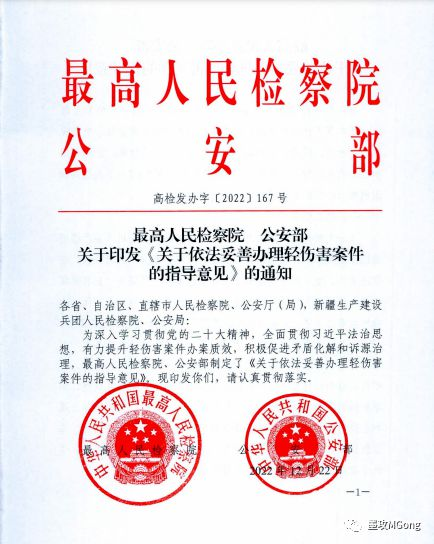 最高人民检察院
公安部
高检发办字〔2022〕167号
最高人民检察院 公安部
关于印发《关于依法妥善办理轻伤害案件
的指导意见》的通知
各省、自治区、直辖市人民检察院、公安厅（局），新疆生产建设
兵团人民检察院、公安局：
为深入学习贯彻党的二十大精神，全面贯彻习近平法治思
想，有力提升轻伤害案件办案质效，积极促进矛盾化解和诉源治
理，最高人民检察院、公安部制定了《关于依法妥善办理轻伤害
案件的指导意见》。现印发你们，请认真贯彻落实。
中华人民共和国最高人民检察院
中华人民共和国公安部
最高人民检察院 公安部
2022年12月22日
—1—
墨攻MGong